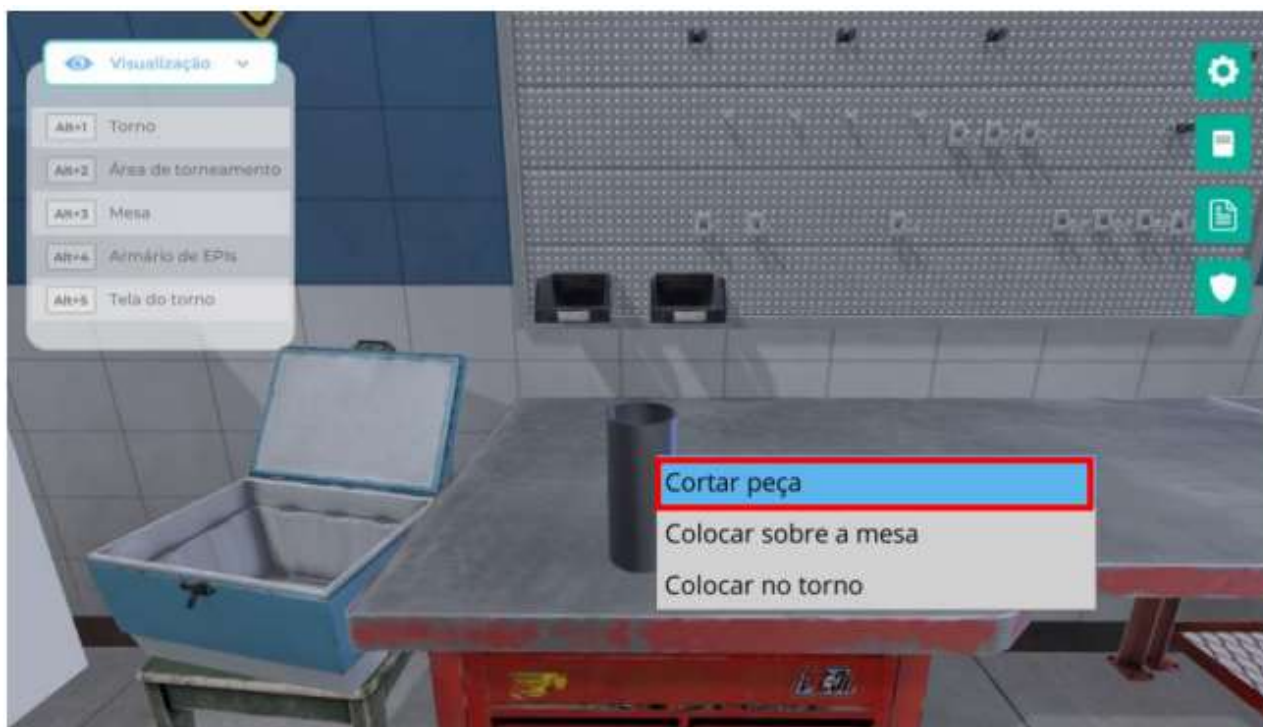 Visualização
Alt+1 Torno
Alt+2 Área de torneamento
Alt+3 Mesa
Alt+4 Armário de EPIs
Alt+5 Tela do torno
Cortar peça
Colocar sobre a mesa
Colocar no torno